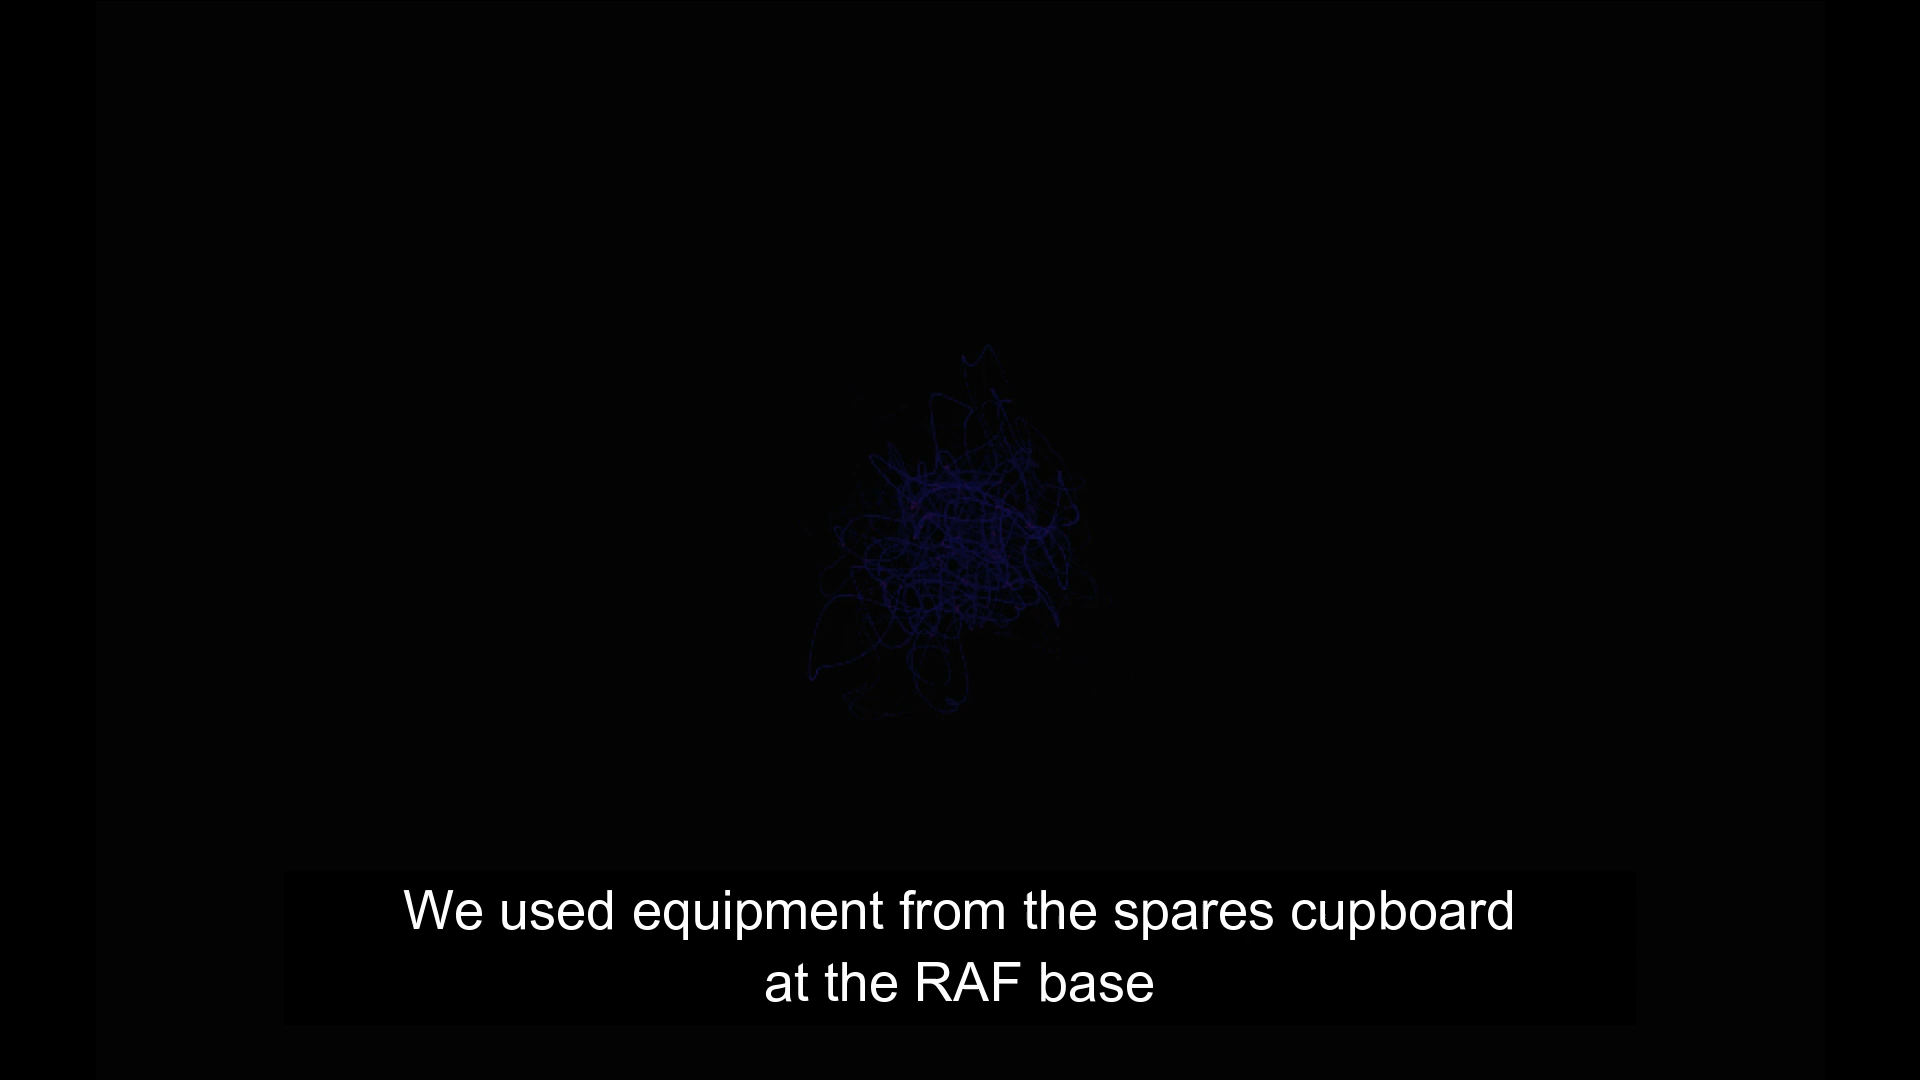 We used equipment from the spares cupboard
at the RAF base